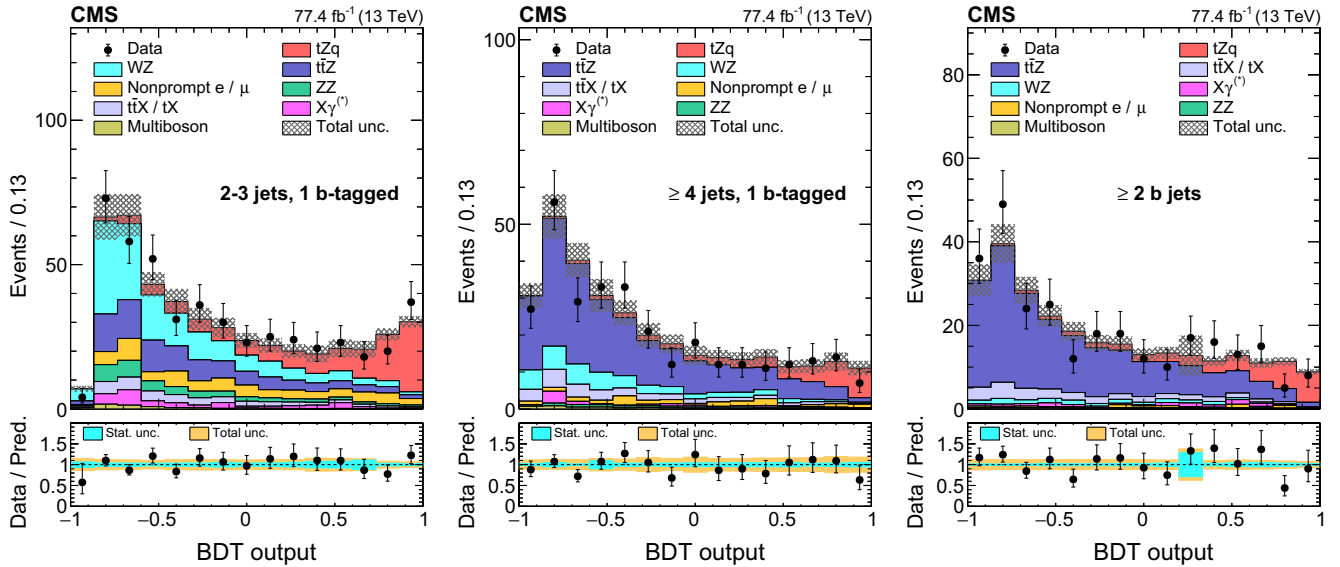 CMS 77.4 fb⁻¹ (13 TeV)
Events / 0.13
100
50
0
Data
WZ
Nonprompt e / μ
tt̄X / tX
Multiboson
tZq
tt̄Z
ZZ
Xγ(*)
Total unc.
2-3 jets, 1 b-tagged
Data / Pred.
1.5
1
0.5
0
Stat. unc. Total unc.
−1 −0.5 0 0.5 1
BDT output
CMS 77.4 fb⁻¹ (13 TeV)
Events / 0.13
100
50
0
Data
tt̄Z
tt̄X / tX
Xγ(*)
Multiboson
tZq
WZ
Nonprompt e / μ
ZZ
Total unc.
≥ 4 jets, 1 b-tagged
Data / Pred.
1.5
1
0.5
0
Stat. unc. Total unc.
−1 −0.5 0 0.5 1
BDT output
CMS 77.4 fb⁻¹ (13 TeV)
Events / 0.13
80
60
40
20
0
Data
tt̄Z
WZ
Nonprompt e / μ
Multiboson
tZq
tt̄X / tX
Xγ(*)
ZZ
Total unc.
≥ 2 b jets
Data / Pred.
1.5
1
0.5
0
Stat. unc. Total unc.
−1 −0.5 0 0.5 1
BDT output